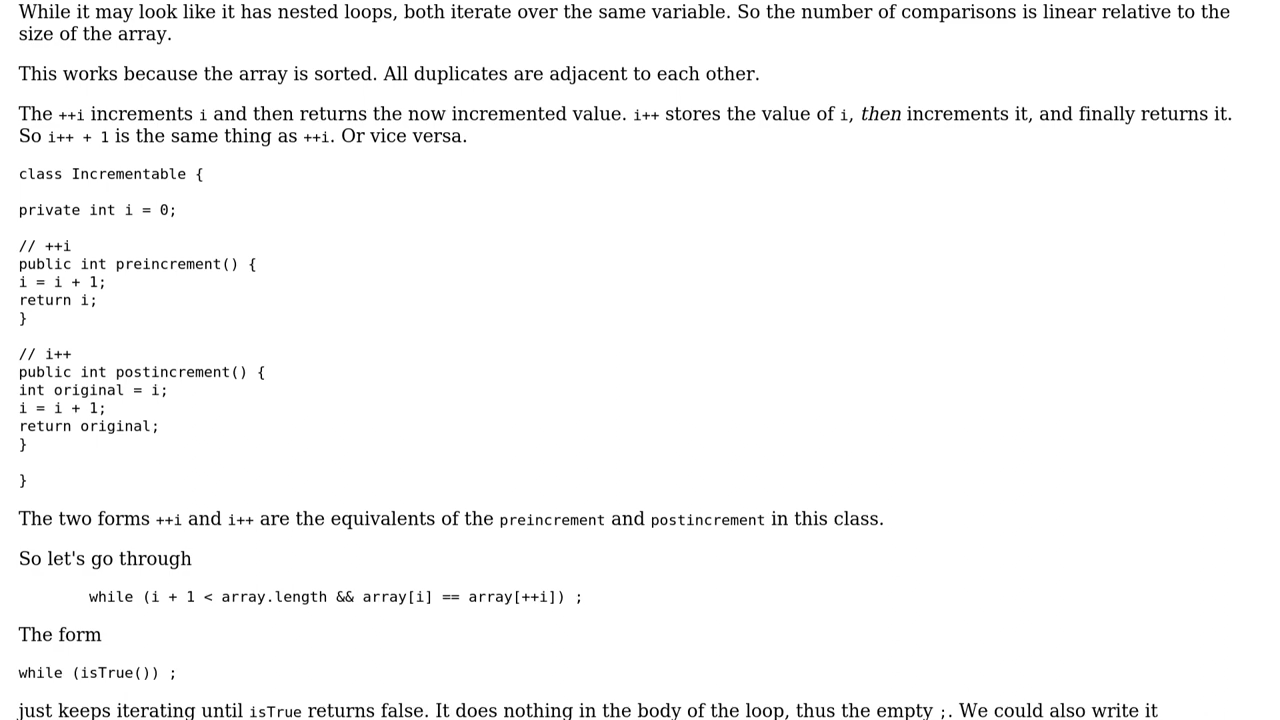 While it may look like it has nested loops, both iterate over the same variable. So the number of comparisons is linear relative to the
size of the array.
This works because the array is sorted. All duplicates are adjacent to each other.
The ++i increments i and then returns the now incremented value. i++ stores the value of i, then increments it, and finally returns it.
So i++ + 1 is the same thing as ++i. Or vice versa.
class Incrementable {
private int i = 0;
// ++i
public int preincrement() {
i = i + 1;
return i;
}
// i++
public int postincrement() {
int original = i;
i = i + 1;
return original;
}
}
The two forms ++i and i++ are the equivalents of the preincrement and postincrement in this class.
So let's go through
while (i + 1 < array.length && array[i] == array[++i]) ;
The form
while (isTrue()) ;
just keeps iterating until isTrue returns false. It does nothing in the body of the loop, thus the empty ;. We could also write it